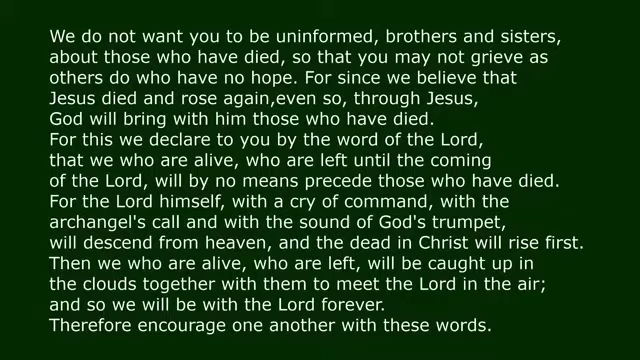 We do not want you to be uninformed, brothers and sisters,
about those who have died, so that you may not grieve as
others do who have no hope. For since we believe that
Jesus died and rose again,even so, through Jesus,
God will bring with him those who have died.
For this we declare to you by the word of the Lord,
that we who are alive, who are left until the coming
of the Lord, will by no means precede those who have died.
For the Lord himself, with a cry of command, with the
archangel's call and with the sound of God's trumpet,
will descend from heaven, and the dead in Christ will rise first.
Then we who are alive, who are left, will be caught up in
the clouds together with them to meet the Lord in the air;
and so we will be with the Lord forever.
Therefore encourage one another with these words.